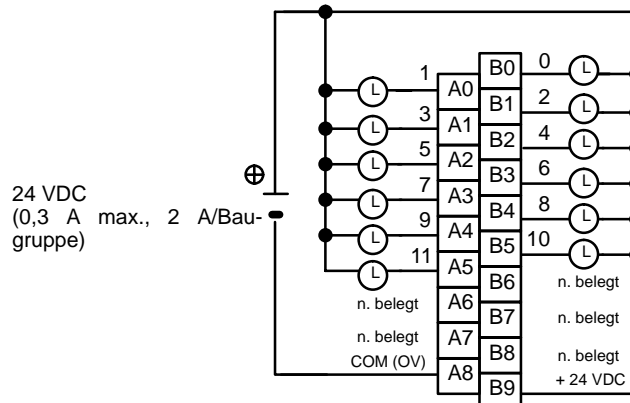 24 VDC
(0,3 A max., 2 A/Bau-
gruppe)
B0 0 L
1 L A0
B1 2 L
3 L A1
B2 4 L
5 L A2
B3 6 L
7 L A3
B4 8 L
9 L A4
B5 10 L
11 L A5
B6 n. belegt
n. belegt A6
B7 n. belegt
n. belegt A7
B8 n. belegt
COM (OV) A8
B9 + 24 VDC